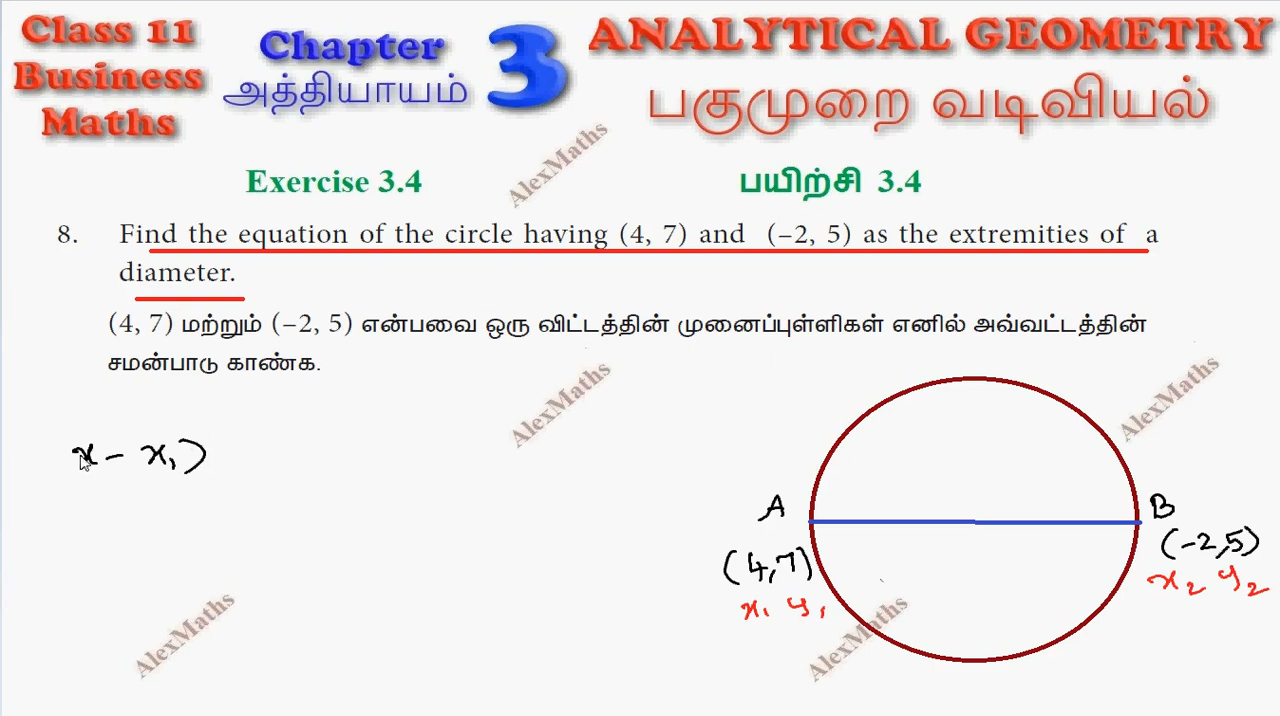 Class 11
Business
Maths
Chapter
அத்தியாயம்
3
ANALYTICAL GEOMETRY
பகுமுறை வடிவியல்
AlexMaths
Exercise 3.4
பயிற்சி 3.4
8. Find the equation of the circle having (4, 7) and (–2, 5) as the extremities of a
diameter.
(4, 7) மற்றும் (–2, 5) என்பவை ஒரு விட்டத்தின் முனைப்புள்ளிகள் எனில் அவ்வட்டத்தின்
சமன்பாடு காண்க.
AlexMaths
AlexMaths
x - x₁)
A
B
(4,7)
(-2,5)
x₁ y₁
x₂ y₂
AlexMaths
AlexMaths